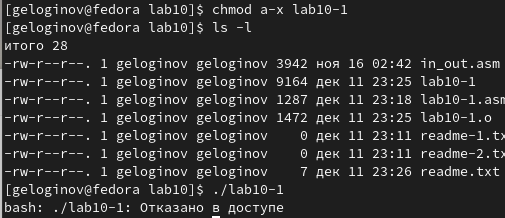 [geloginov@fedora lab10]$ chmod a-x lab10-1
[geloginov@fedora lab10]$ ls -l
итого 28
-rw-r--r--. 1 geloginov geloginov 3942 ноя 16 02:42 in_out.asm
-rw-r--r--. 1 geloginov geloginov 9164 дек 11 23:25 lab10-1
-rw-r--r--. 1 geloginov geloginov 1287 дек 11 23:18 lab10-1.asm
-rw-r--r--. 1 geloginov geloginov 1472 дек 11 23:25 lab10-1.o
-rw-r--r--. 1 geloginov geloginov    0 дек 11 23:11 readme-1.tx
-rw-r--r--. 1 geloginov geloginov    0 дек 11 23:11 readme-2.tx
-rw-r--r--. 1 geloginov geloginov    7 дек 11 23:26 readme.txt
[geloginov@fedora lab10]$ ./lab10-1
bash: ./lab10-1: Отказано в доступе